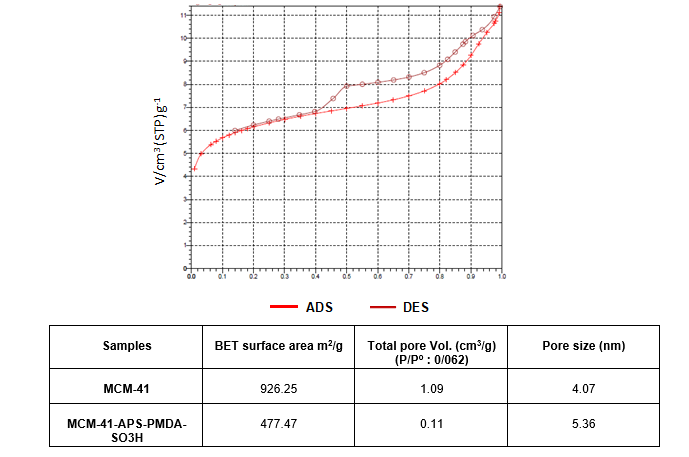 11
10
9
8
7
6
5
4
3
2
1
0
V/cm³(STP)g⁻¹
0.0 0.1 0.2 0.3 0.4 0.5 0.6 0.7 0.8 0.9 1.0
ADS DES
Samples BET surface area m²/g Total pore Vol. (cm³/g) Pore size (nm)
(P/Pº : 0/062)
MCM-41 926.25 1.09 4.07
MCM-41-APS-PMDA- 477.47 0.11 5.36
SO3H